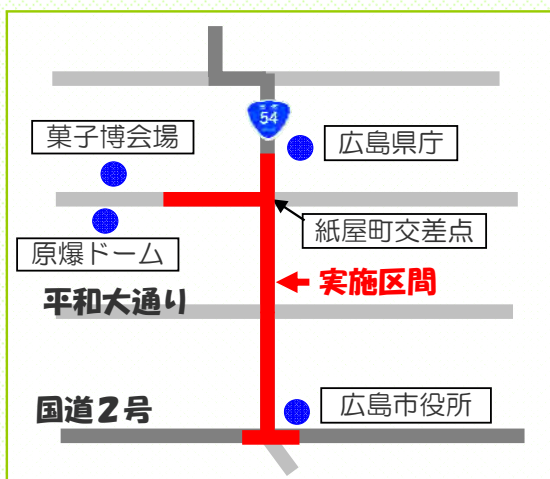 54
菓子博会場
広島県庁
紙屋町交差点
原爆ドーム
実施区間
平和大通り
国道2号
広島市役所